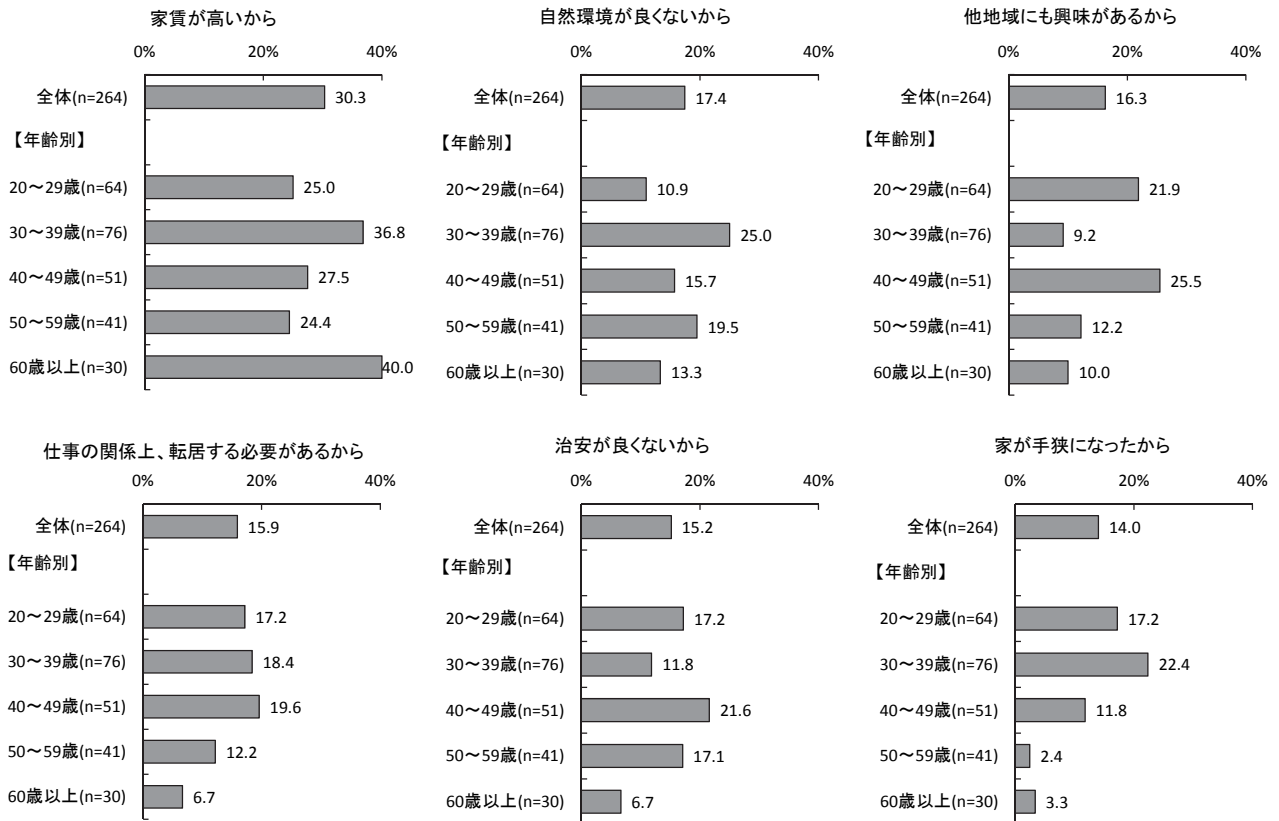 家賃が高いから
0% 20% 40%
全体(n=264) 30.3
【年齢別】
20～29歳(n=64) 25.0
30～39歳(n=76) 36.8
40～49歳(n=51) 27.5
50～59歳(n=41) 24.4
60歳以上(n=30) 40.0
自然環境が良くないから
0% 20% 40%
全体(n=264) 17.4
【年齢別】
20～29歳(n=64) 10.9
30～39歳(n=76) 25.0
40～49歳(n=51) 15.7
50～59歳(n=41) 19.5
60歳以上(n=30) 13.3
他地域にも興味があるから
0% 20% 40%
全体(n=264) 16.3
【年齢別】
20～29歳(n=64) 21.9
30～39歳(n=76) 9.2
40～49歳(n=51) 25.5
50～59歳(n=41) 12.2
60歳以上(n=30) 10.0
仕事の関係上、転居する必要があるから
0% 20% 40%
全体(n=264) 15.9
【年齢別】
20～29歳(n=64) 17.2
30～39歳(n=76) 18.4
40～49歳(n=51) 19.6
50～59歳(n=41) 12.2
60歳以上(n=30) 6.7
治安が良くないから
0% 20% 40%
全体(n=264) 15.2
【年齢別】
20～29歳(n=64) 17.2
30～39歳(n=76) 11.8
40～49歳(n=51) 21.6
50～59歳(n=41) 17.1
60歳以上(n=30) 6.7
家が手狭になったから
0% 20% 40%
全体(n=264) 14.0
【年齢別】
20～29歳(n=64) 17.2
30～39歳(n=76) 22.4
40～49歳(n=51) 11.8
50～59歳(n=41) 2.4
60歳以上(n=30) 3.3